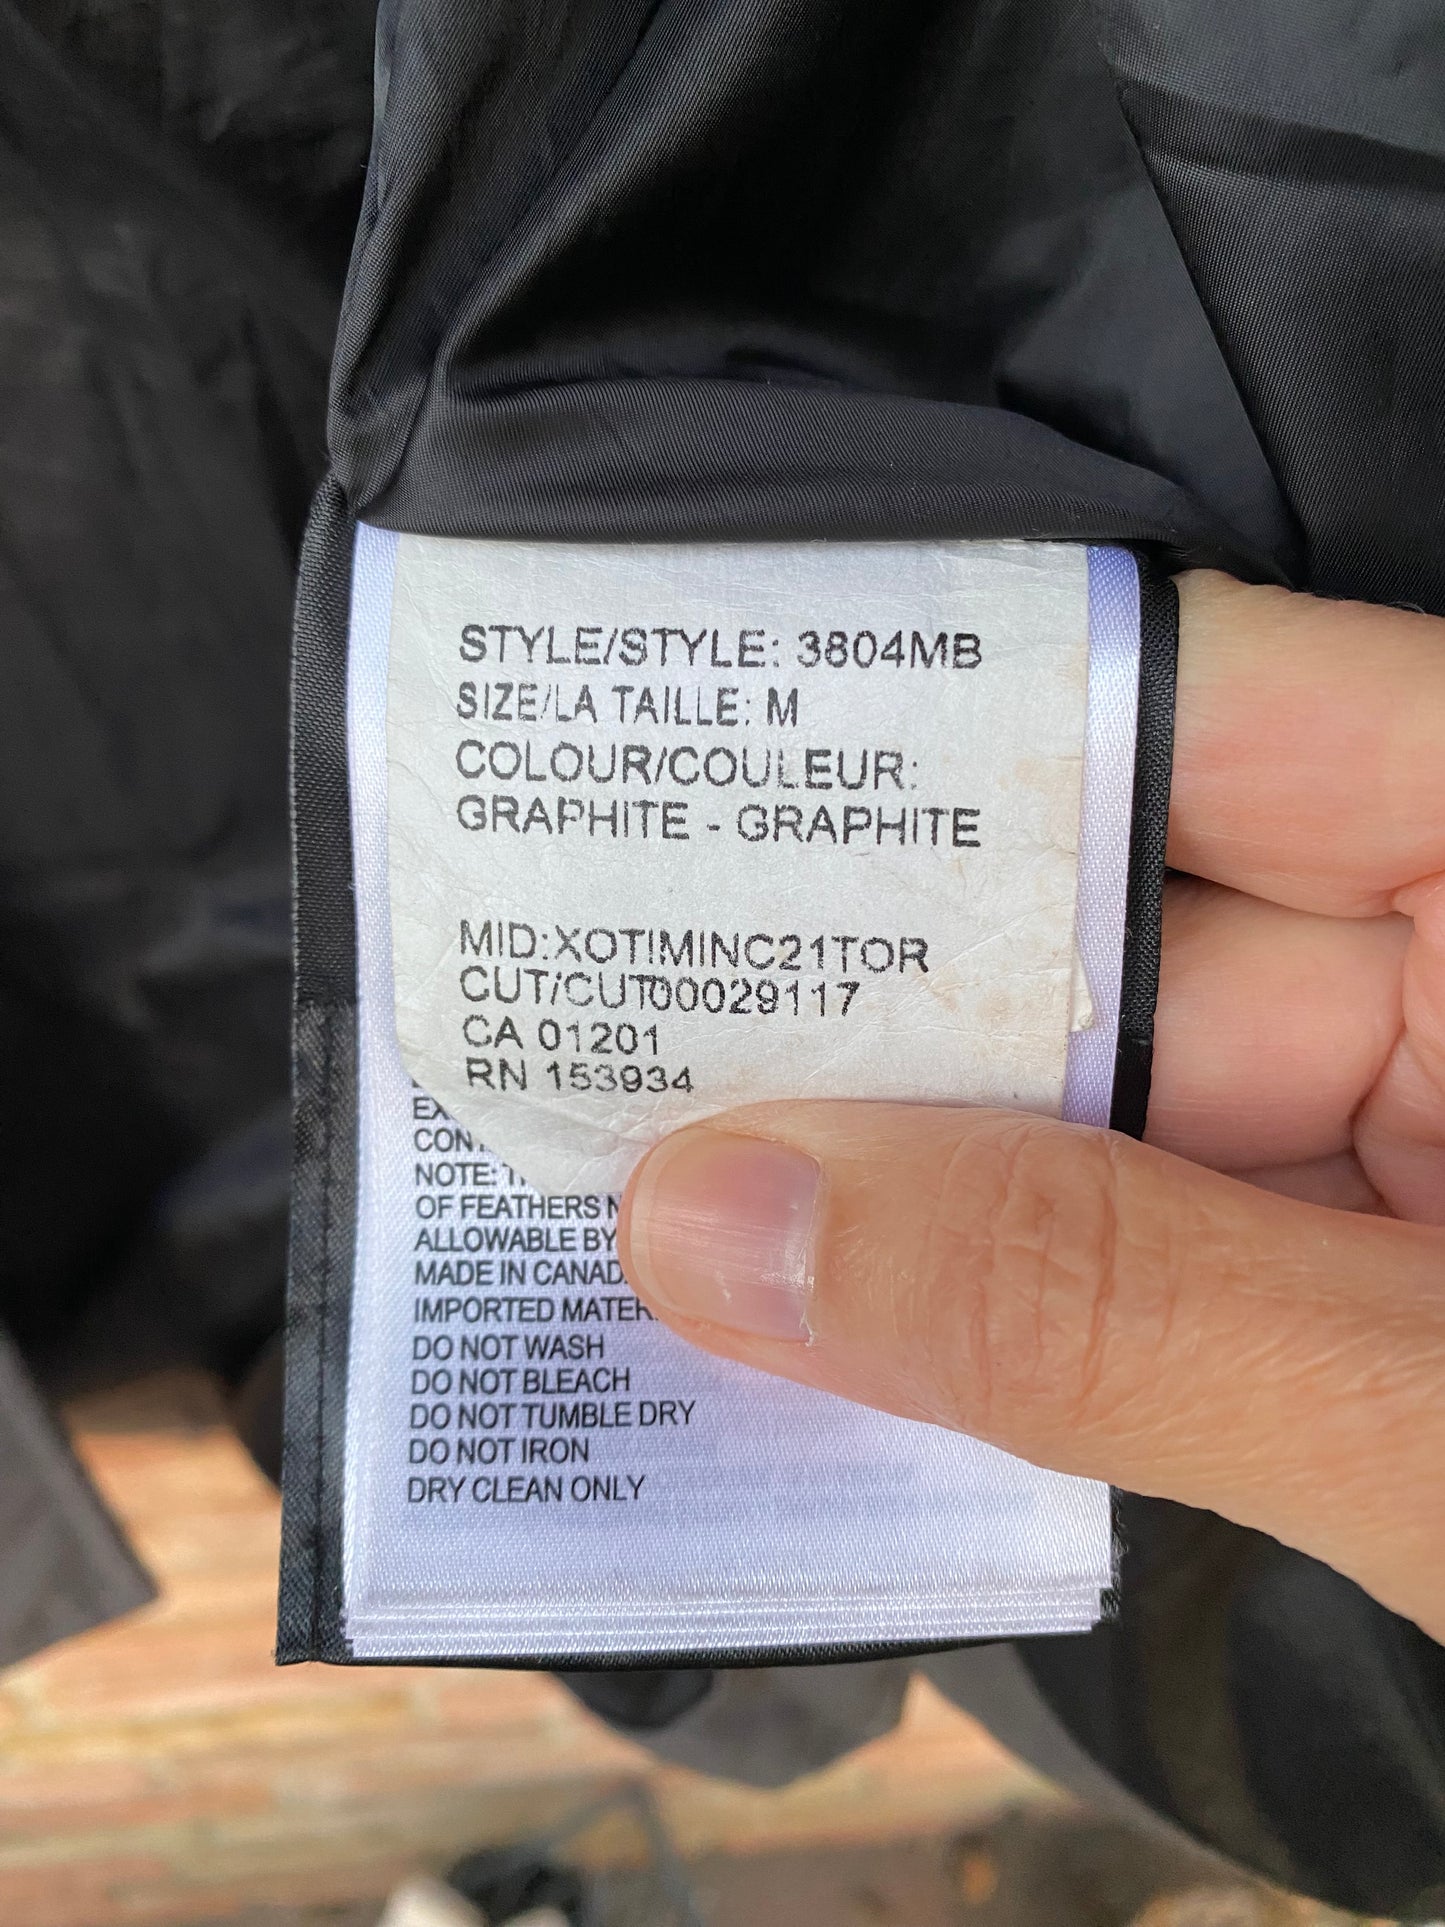 STYLE/STYLE: 3804MB
SIZE/LA TAILLE: M
COLOUR/COULEUR:
GRAPHITE - GRAPHITE
MID:XOTIMINC21TOR
CUT/CUT00029117
CA 01201
RN 153934
NOTE:
OF FEATHERS
ALLOWABLE BY
MADE IN
IMPORTED
DO NOT WASH
DO NOT BLEACH
DO NOT TUMBLE DRY
DO NOT IRON
DRY CLEAN ONLY